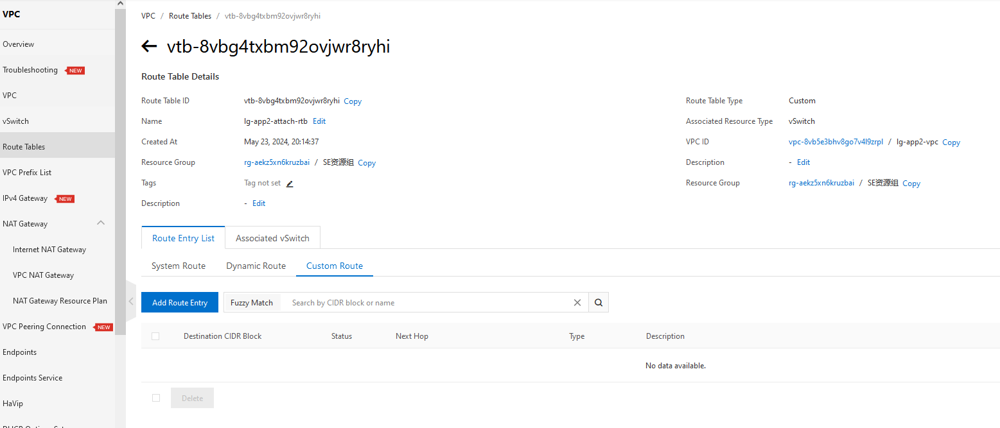 VPC
Overview
Troubleshooting NEW
VPC
vSwitch
Route Tables
VPC Prefix List
IPv4 Gateway NEW
NAT Gateway
Internet NAT Gateway
VPC NAT Gateway
NAT Gateway Resource Plan
VPC Peering Connection NEW
Endpoints
Endpoints Service
HaVip
VPC / Route Tables / vtb-8vbg4txbm92ovjwr8ryhi
vtb-8vbg4txbm92ovjwr8ryhi
Route Table Details
Route Table ID vtb-8vbg4txbm92ovjwr8ryhi Copy
Route Table Type Custom
Name lg-app2-attach-rtb Edit
Associated Resource Type vSwitch
Created At May 23, 2024, 20:14:37
VPC ID vpc-8vb5e3bhv8go7v4l9zrpl / lg-app2-vpc Copy
Resource Group rg-aekz5xn6kruzbai / SE资源组 Copy
Description - Edit
Tags Tag not set
Resource Group rg-aekz5xn6kruzbai / SE资源组 Copy
Description - Edit
Route Entry List Associated vSwitch
System Route Dynamic Route Custom Route
Add Route Entry Fuzzy Match Search by CIDR block or name
Destination CIDR Block Status Next Hop Type Description
No data available.
Delete